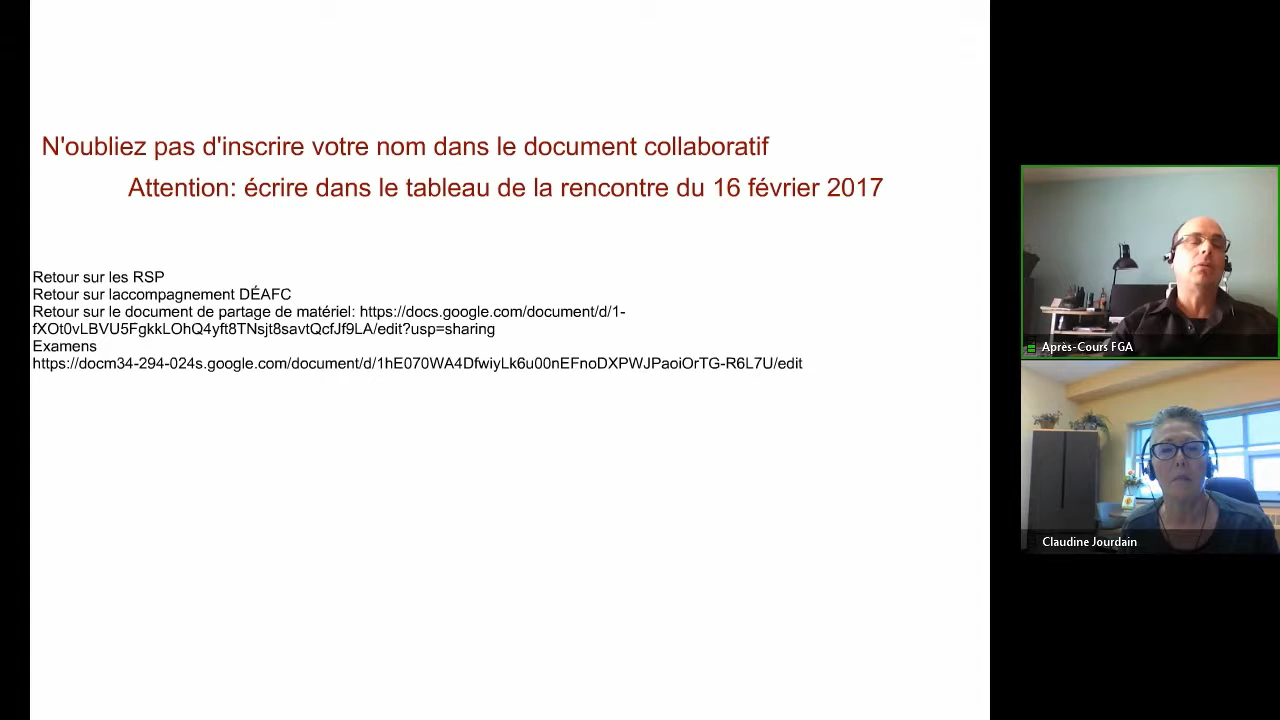 N'oubliez pas d'inscrire votre nom dans le document collaboratif
Attention: écrire dans le tableau de la rencontre du 16 février 2017
Retour sur les RSP
Retour sur laccompagnement DÉAFC
Retour sur le document de partage de matériel: https://docs.google.com/document/d/1-
fXOt0vLBVU5FgkkLOhQ4yft8TNsjt8savtQcfJf9LA/edit?usp=sharing
Examens
https://docm34-294-024s.google.com/document/d/1hE070WA4DfwiyLk6u00nEFnoDXPWJPaoiOrTG-R6L7U/edit
Après-Cours FGA
Claudine Jourdain